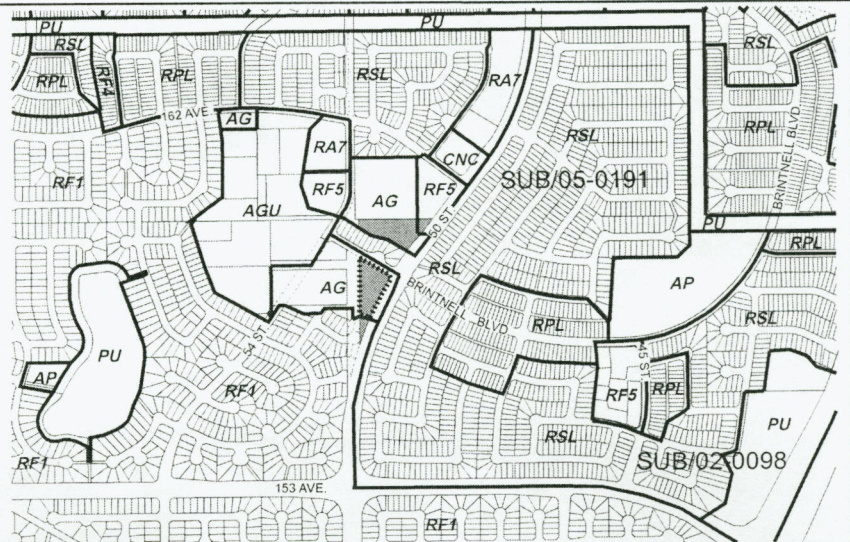 PU
PU
RSL
RPL
RF4
RPL
RSL
RA7
RSL
RPL
BRINTNELL BLVD.
162 AVE.
AG
RA7
CNC
RSL
RF1
RF5
AG
RF5
SUB/05-0191
AGU
50 ST.
PU
RPL
RSL
AG
BRINTNELL BLVD
AP
RPL
RSL
54 ST.
PU
AP
45 ST.
RF1
RF5
RPL
PU
RSL
RF1
SUB/02-0098
153 AVE.
RF1